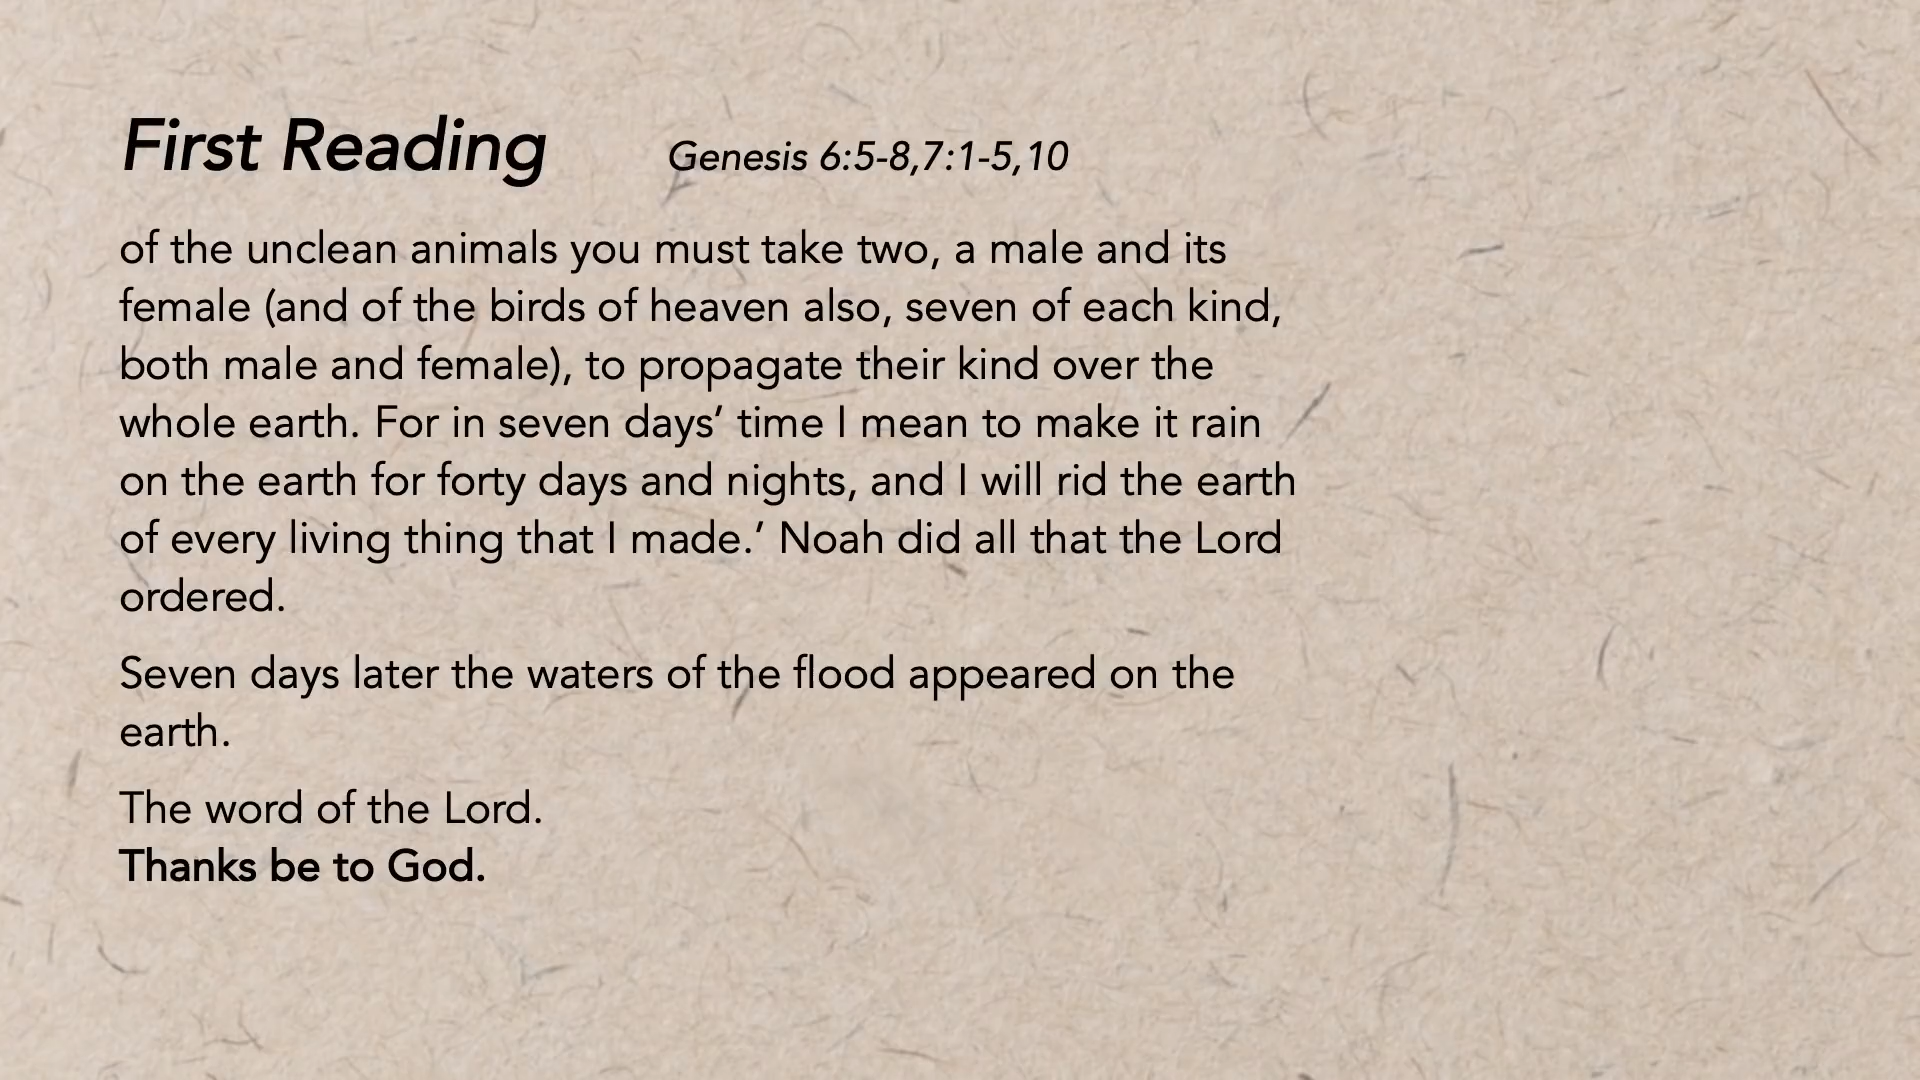 First Reading Genesis 6:5-8,7:1-5,10
of the unclean animals you must take two, a male and its
female (and of the birds of heaven also, seven of each kind,
both male and female), to propagate their kind over the
whole earth. For in seven days’ time I mean to make it rain
on the earth for forty days and nights, and I will rid the earth
of every living thing that I made.’ Noah did all that the Lord
ordered.
Seven days later the waters of the flood appeared on the
earth.
The word of the Lord.
Thanks be to God.